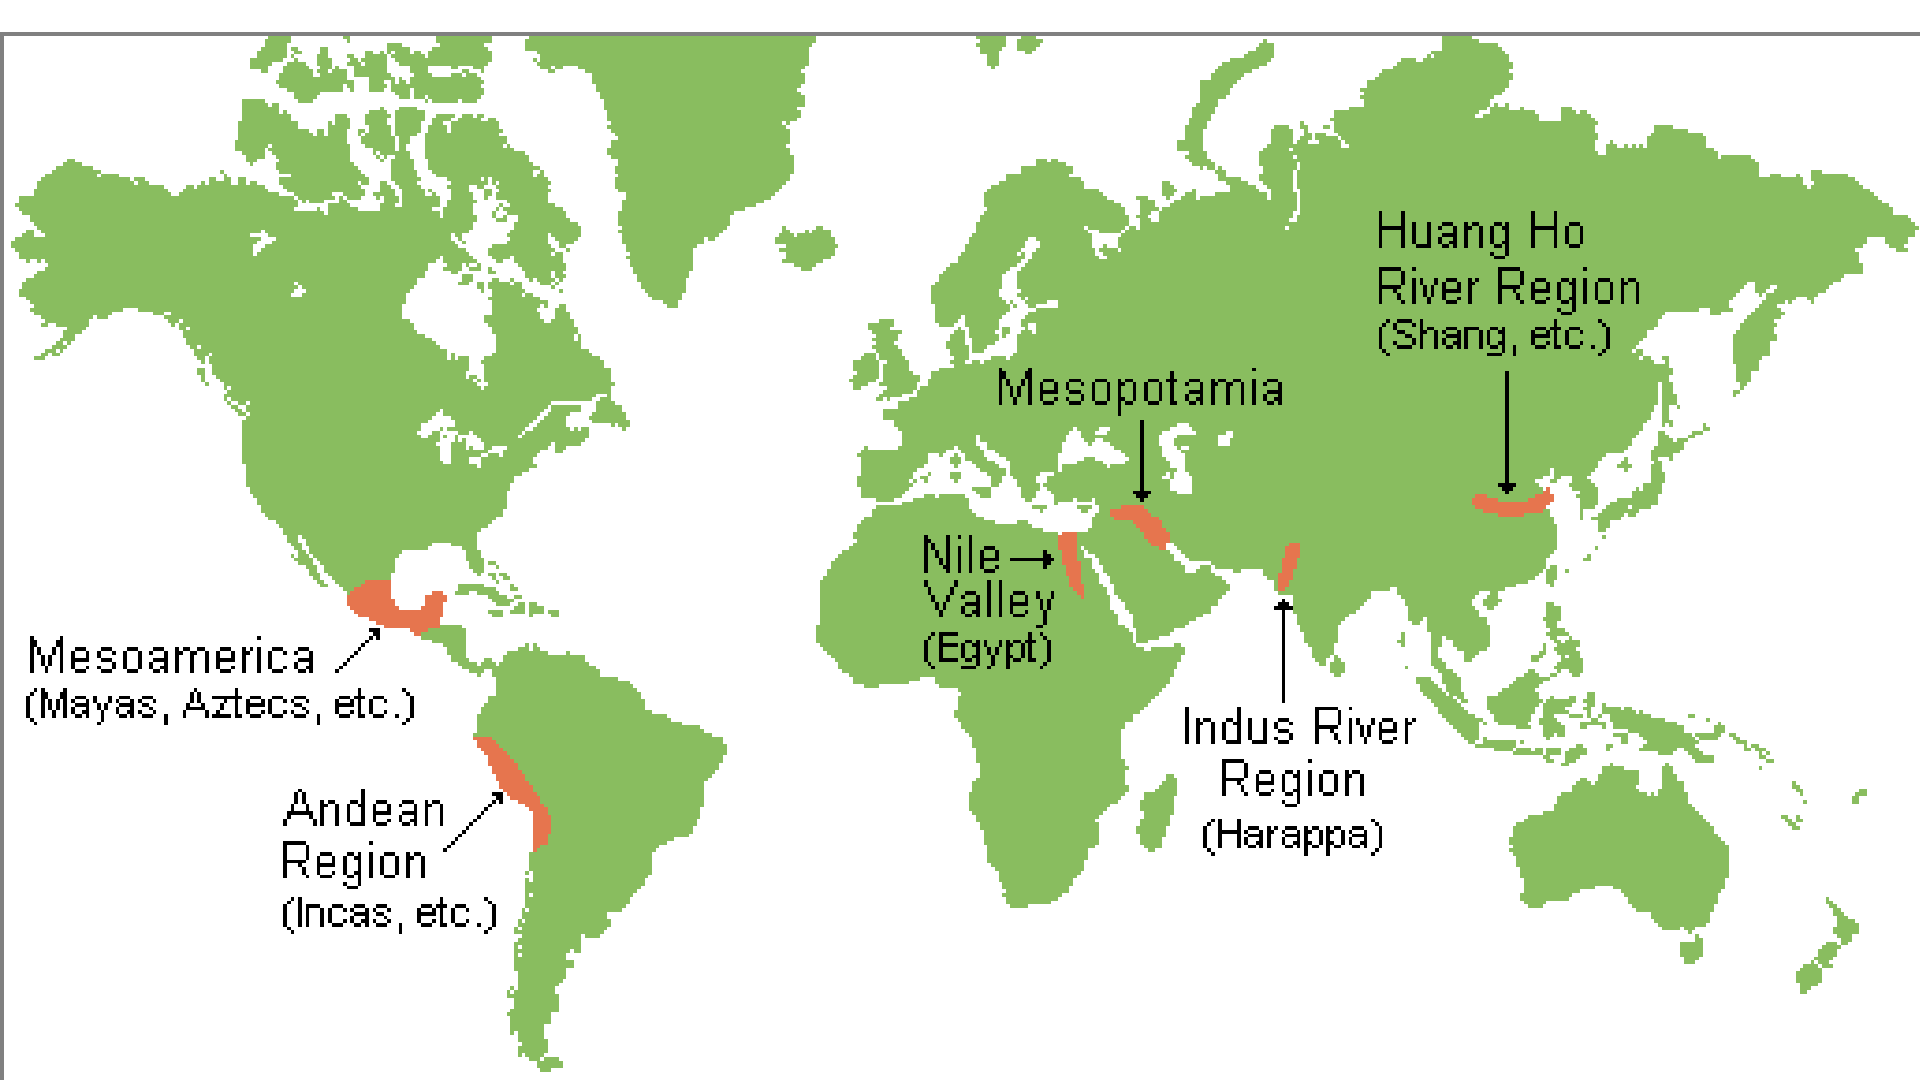 Huang Ho
River Region
(Shang, etc.)
Mesopotamia
Nile
Valley
(Egypt)
Mesoamerica
(Mayas, Aztecs, etc.)
Indus River
Region
(Harappa)
Andean
Region
(Incas, etc.)